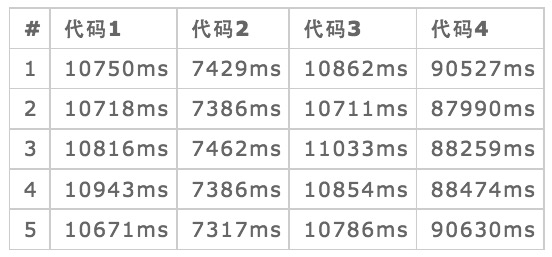 # 代码1 代码2 代码3 代码4
1 10750ms 7429ms 10862ms 90527ms
2 10718ms 7386ms 10711ms 87990ms
3 10816ms 7462ms 11033ms 88259ms
4 10943ms 7386ms 10854ms 88474ms
5 10671ms 7317ms 10786ms 90630ms